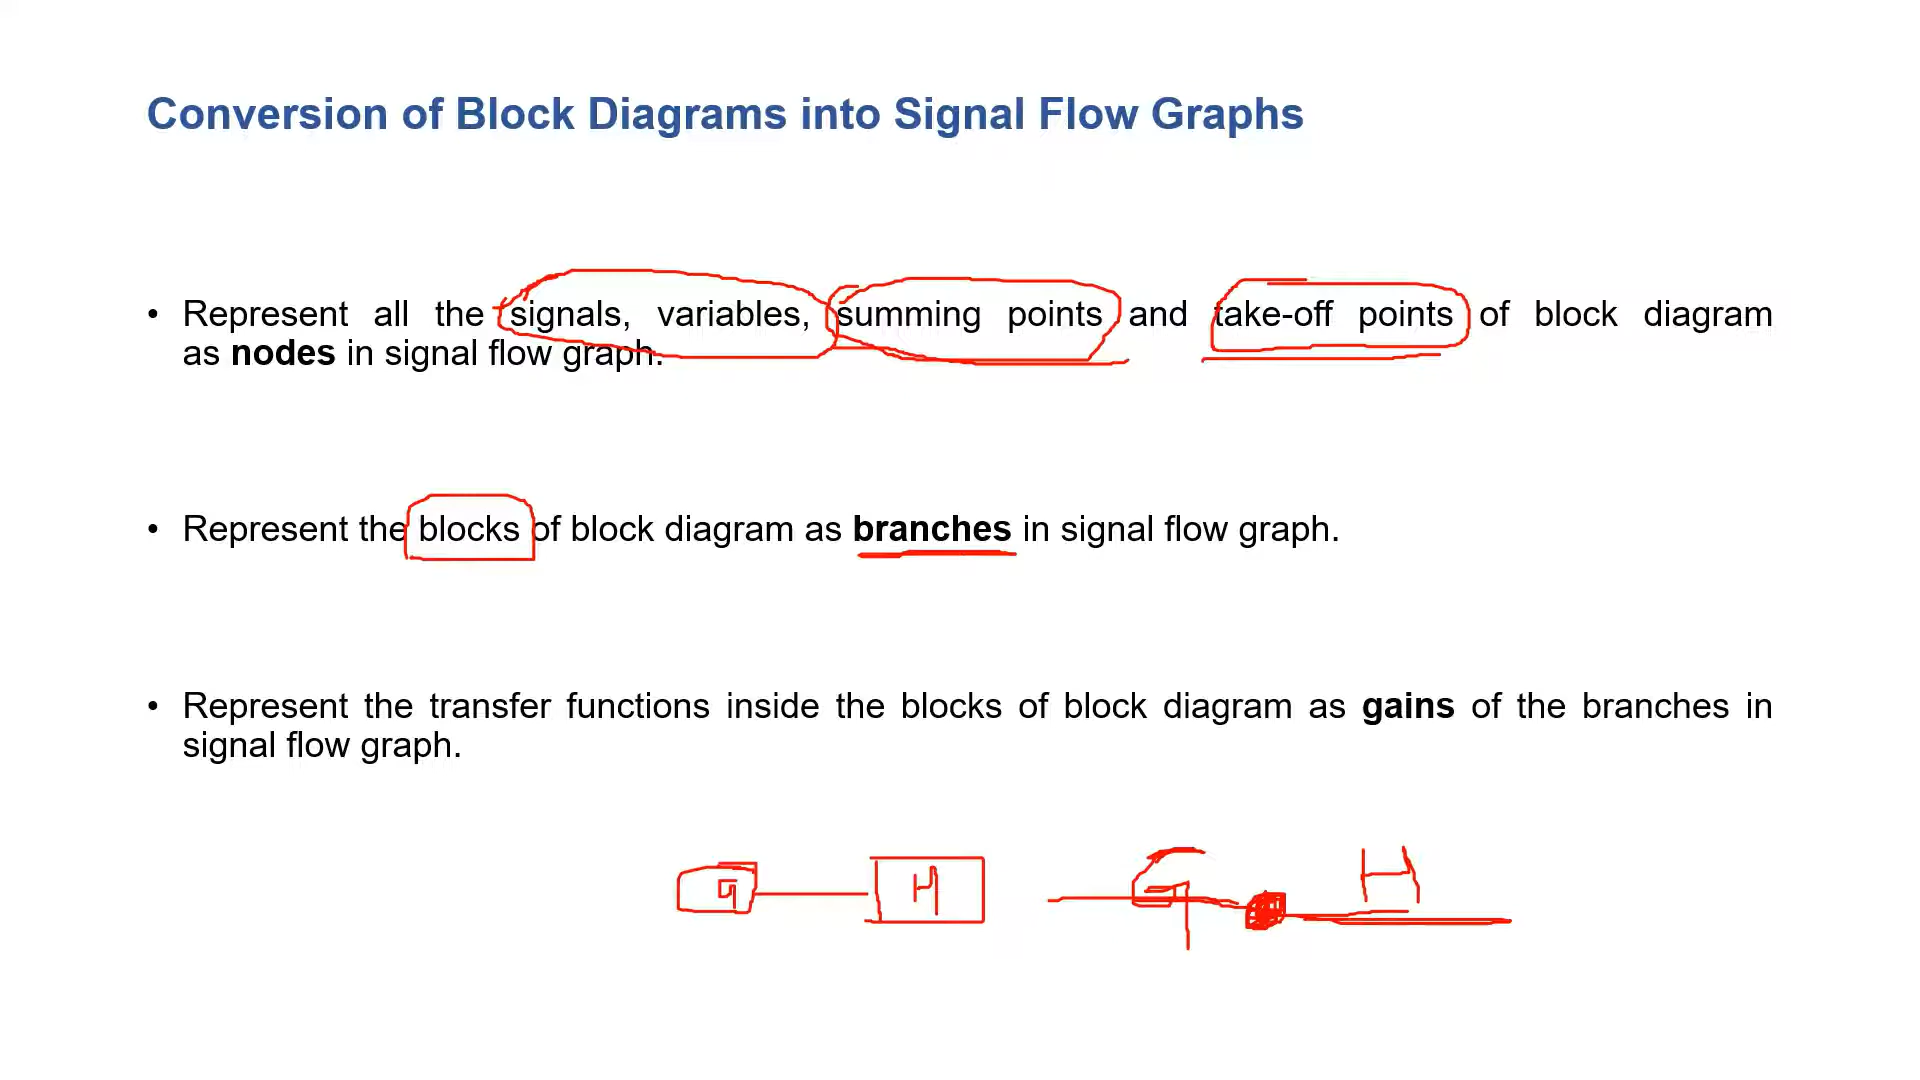 Conversion of Block Diagrams into Signal Flow Graphs
• Represent all the signals, variables, summing points and take-off points of block diagram
as nodes in signal flow graph.
• Represent the blocks of block diagram as branches in signal flow graph.
• Represent the transfer functions inside the blocks of block diagram as gains of the branches in
signal flow graph.
G H G H